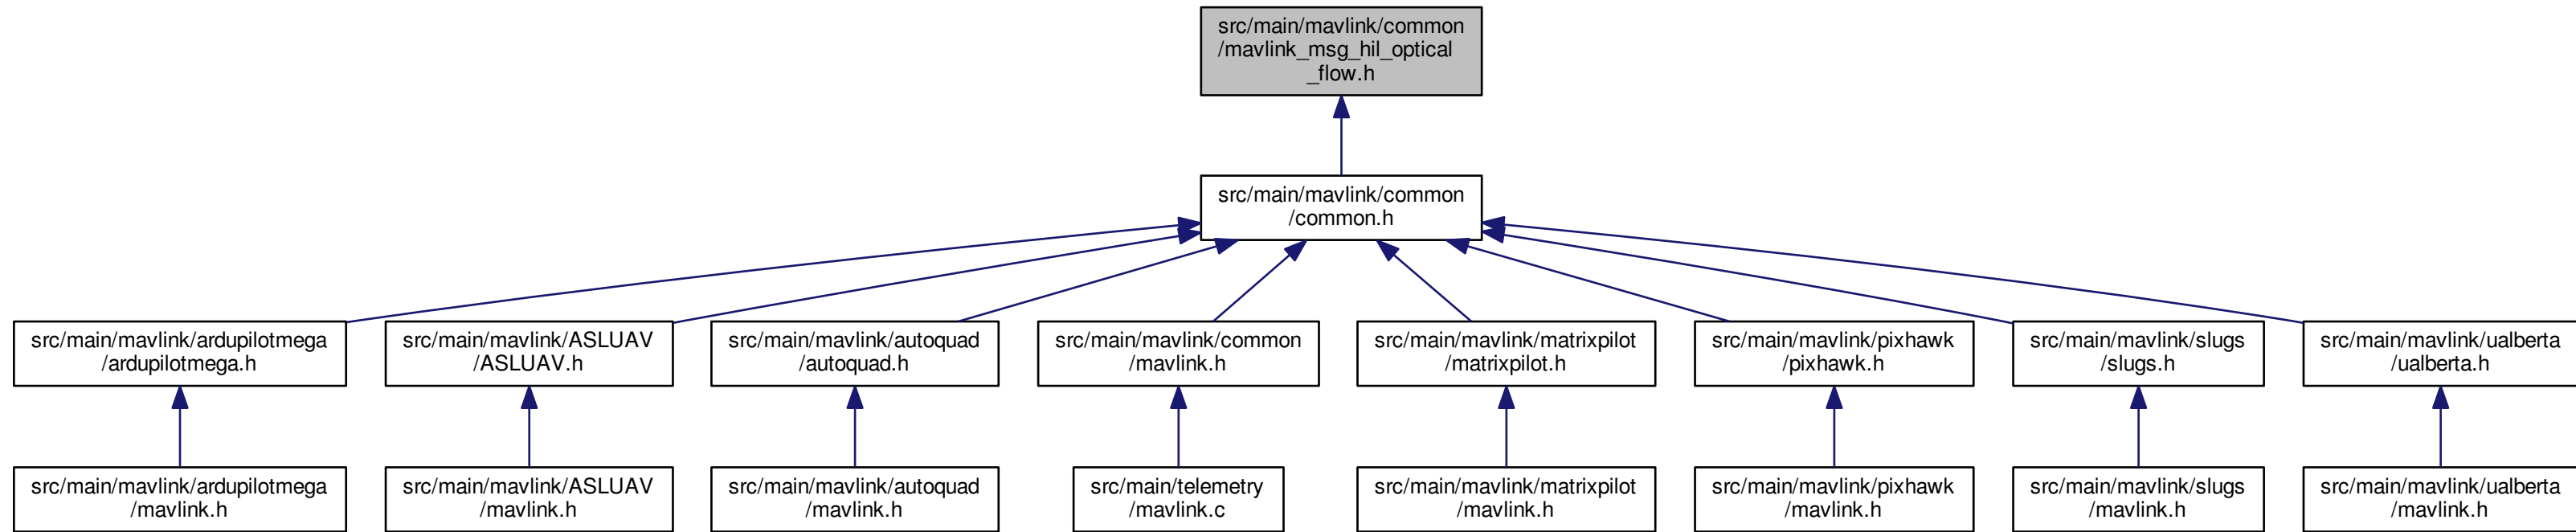 src/main/mavlink/common
/mavlink_msg_hil_optical
_flow.h
src/main/mavlink/common
/common.h
src/main/mavlink/ardupilotmega
/ardupilotmega.h
src/main/mavlink/ASLUAV
/ASLUAV.h
src/main/mavlink/autoquad
/autoquad.h
src/main/mavlink/common
/mavlink.h
src/main/mavlink/matrixpilot
/matrixpilot.h
src/main/mavlink/pixhawk
/pixhawk.h
src/main/mavlink/slugs
/slugs.h
src/main/mavlink/ualberta
/ualberta.h
src/main/mavlink/ardupilotmega
/mavlink.h
src/main/mavlink/ASLUAV
/mavlink.h
src/main/mavlink/autoquad
/mavlink.h
src/main/telemetry
/mavlink.c
src/main/mavlink/matrixpilot
/mavlink.h
src/main/mavlink/pixhawk
/mavlink.h
src/main/mavlink/slugs
/mavlink.h
src/main/mavlink/ualberta
/mavlink.h